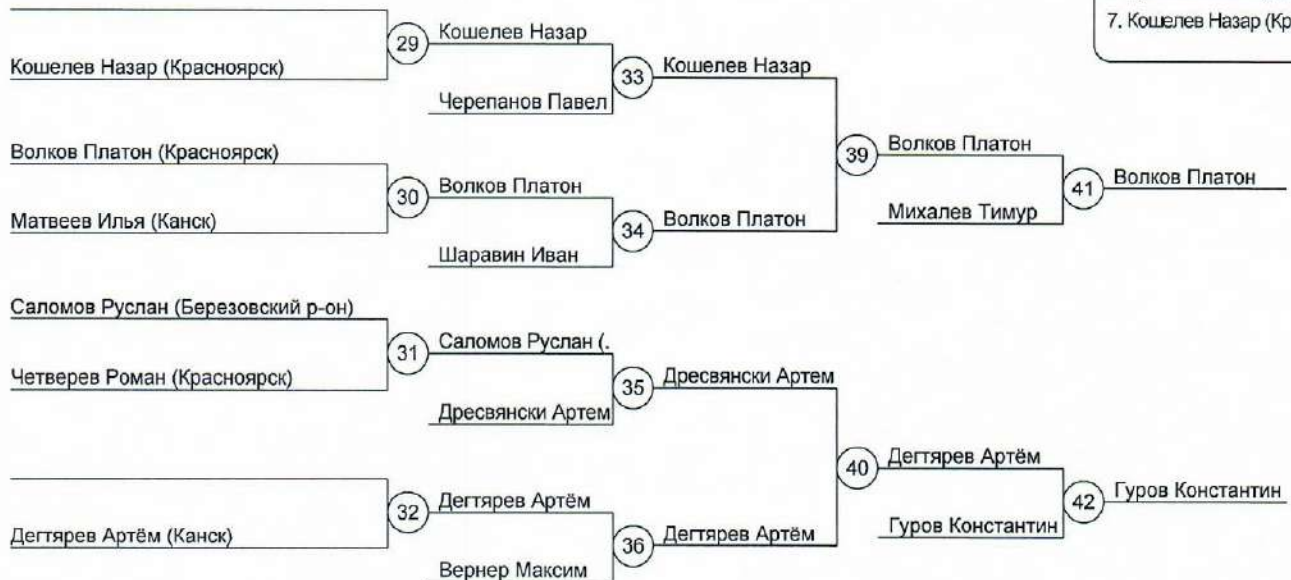 7. Кошелев Назар (Кр
Кошелев Назар (Красноярск)
29
Кошелев Назар
Черепанов Павел
33
Кошелев Назар
Волков Платон (Красноярск)
Матвеев Илья (Канск)
30
Волков Платон
Шаравин Иван
34
Волков Платон
39
Волков Платон
Михалев Тимур
41
Волков Платон
Саломов Руслан (Березовский р-он)
Четверев Роман (Красноярск)
31
Саломов Руслан (.
Дресвянски Артем
35
Дресвянски Артем
Дегтярев Артём (Канск)
32
Дегтярев Артём
Вернер Максим
36
Дегтярев Артём
40
Дегтярев Артём
Гуров Константин
42
Гуров Константин